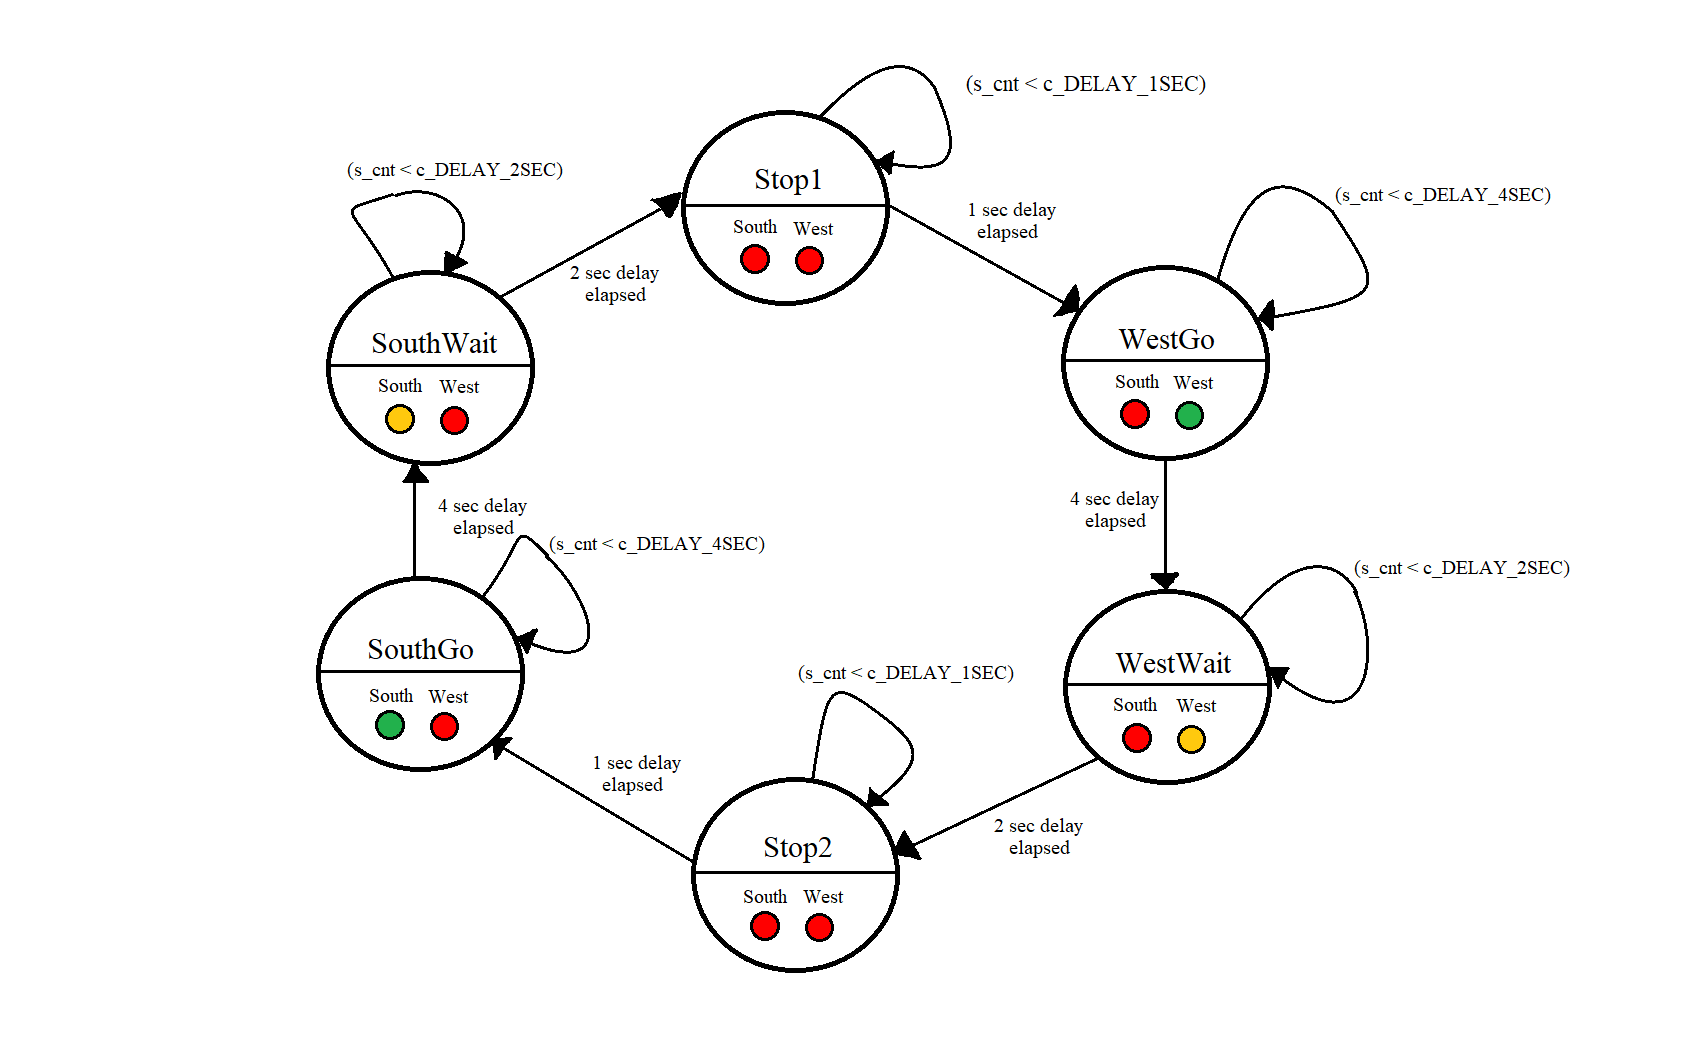 (s_cnt < c_DELAY_1SEC)
Stop1
South West
1 sec delay
elapsed
(s_cnt < c_DELAY_2SEC)
2 sec delay
elapsed
(s_cnt < c_DELAY_4SEC)
SouthWait
South West
WestGo
South West
4 sec delay
elapsed
4 sec delay
elapsed
(s_cnt < c_DELAY_4SEC)
(s_cnt < c_DELAY_2SEC)
SouthGo
South West
WestWait
South West
(s_cnt < c_DELAY_1SEC)
1 sec delay
elapsed
2 sec delay
elapsed
Stop2
South West